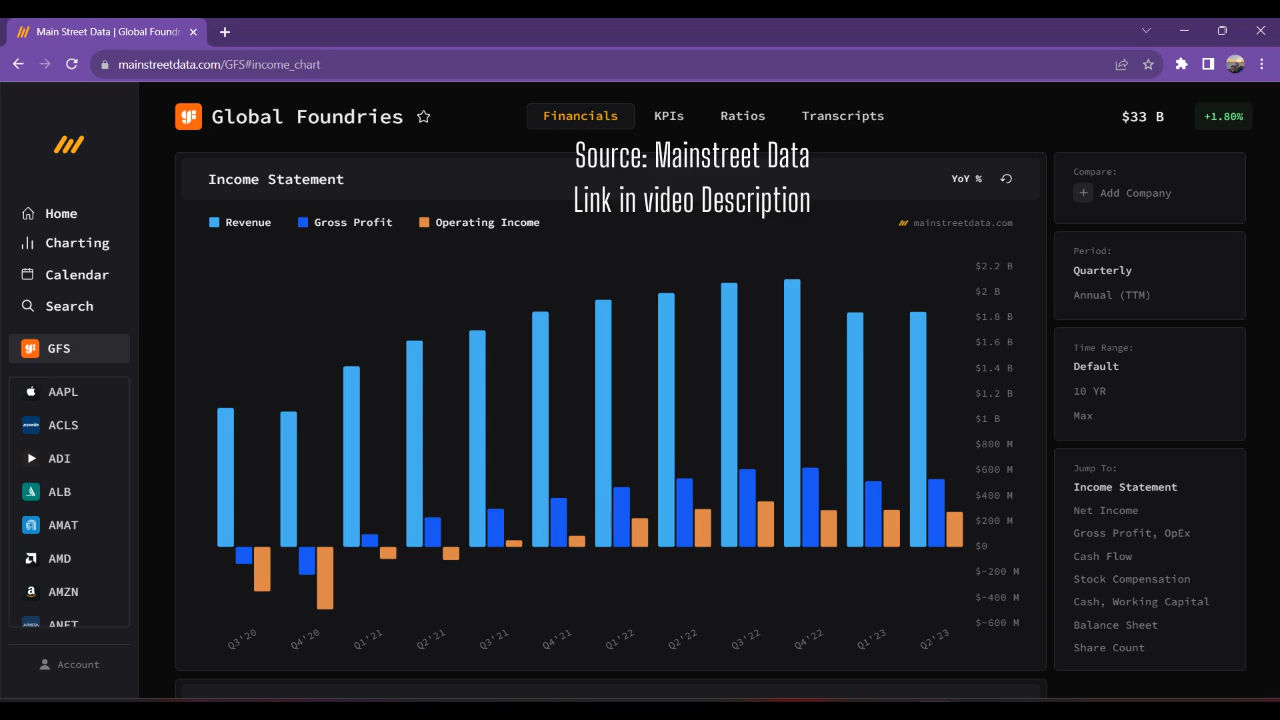 Main Street Data | Global Found
mainstreetdata.com/GFS#income_chart
Global Foundries
Financials KPIs Ratios Transcripts
$33 B +1.80%
Source: Mainstreet Data
Link in video Description
Income Statement
YoY %
Revenue Gross Profit Operating Income
mainstreetdata.com
$2.2 B
$2 B
$1.8 B
$1.6 B
$1.4 B
$1.2 B
$1 B
$800 M
$600 M
$400 M
$200 M
$0
$-200 M
$-400 M
$-600 M
Q3'20 Q4'20 Q1'21 Q2'21 Q3'21 Q4'21 Q1'22 Q2'22 Q3'22 Q4'22 Q1'23 Q2'23
Home
Charting
Calendar
Search
GFS
AAPL
ACLS
ADI
ALB
AMAT
AMD
AMZN
ANET
Account
Compare:
+ Add Company
Period:
Quarterly
Annual (TTM)
Time Range:
Default
10 YR
Max
Jump To:
Income Statement
Net Income
Gross Profit, OpEx
Cash Flow
Stock Compensation
Cash, Working Capital
Balance Sheet
Share Count